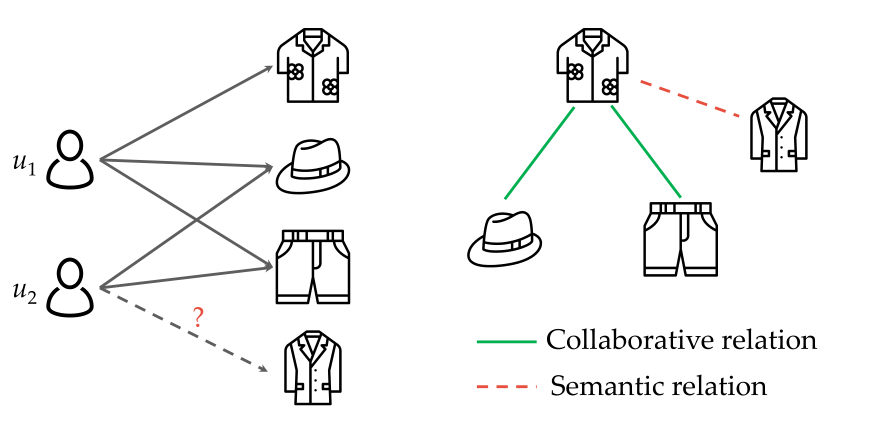 u₁
u₂
?
Collaborative relation
Semantic relation